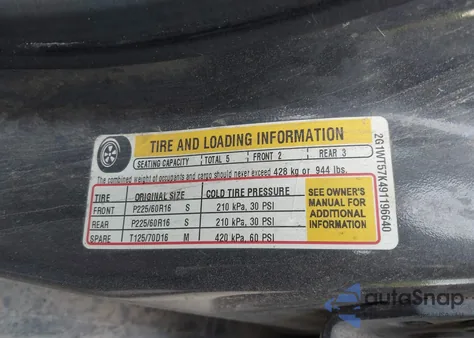 TIRE AND LOADING INFORMATION
SEATING CAPACITY | TOTAL 5 | FRONT 2 | REAR 3
The combined weight of occupants and cargo should never exceed 428 kg or 944 lbs.
TIRE ORIGINAL SIZE COLD TIRE PRESSURE
FRONT P225/60R16 S 210 kPa, 30 PSI
REAR P225/60R16 S 210 kPa, 30 PSI
SPARE T125/70D16 M 420 kPa, 60 PSI
SEE OWNER'S
MANUAL FOR
ADDITIONAL
INFORMATION
2G1WT57K491196640
autoSnap